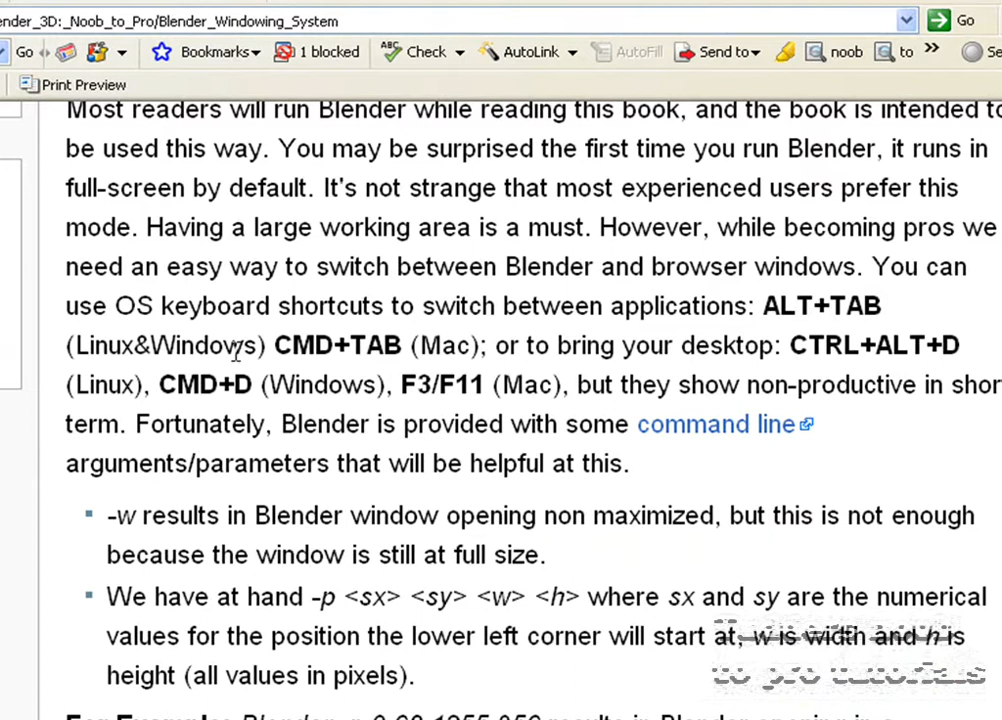 ender_3D:_Noob_to_Pro/Blender_Windowing_System Go
Go Bookmarks 1 blocked ABC Check AutoLink AutoFill Send to noob to » Se
Print Preview
Most readers will run Blender while reading this book, and the book is intended to
be used this way. You may be surprised the first time you run Blender, it runs in
full-screen by default. It's not strange that most experienced users prefer this
mode. Having a large working area is a must. However, while becoming pros we
need an easy way to switch between Blender and browser windows. You can
use OS keyboard shortcuts to switch between applications: ALT+TAB
(Linux&Windows) CMD+TAB (Mac); or to bring your desktop: CTRL+ALT+D
(Linux), CMD+D (Windows), F3/F11 (Mac), but they show non-productive in shor
term. Fortunately, Blender is provided with some command line
arguments/parameters that will be helpful at this.
-w results in Blender window opening non maximized, but this is not enough
because the window is still at full size.
We have at hand -p <sx> <sy> <w> <h> where sx and sy are the numerical
values for the position the lower left corner will start at, w is width and h is
height (all values in pixels).
to pro tutorials